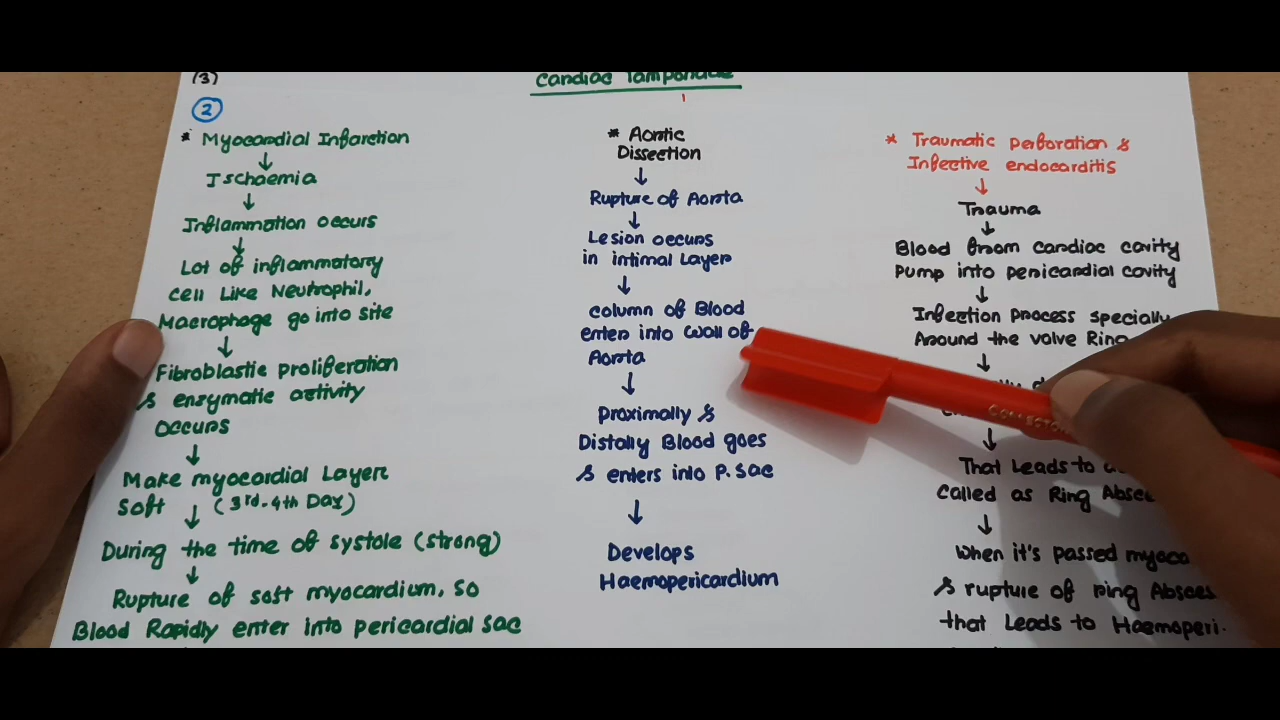 (3)
Cardiac Tamponade
2
* Myocardial Infarction
↓
Ischaemia
↓
Inflammation occurs
↓
Lot of inflammatory
cell Like Neutrophil,
Macrophage go into site
↓
Fibroblastic proliferation
& enzymatic activity
occurs
↓
Make myocardial Layer
Soft (3rd-4th Day)
↓
During the time of systole (strong)
↓
Rupture of soft myocardium, so
Blood Rapidly enter into pericardial sac
* Aortic
Dissection
↓
Rupture of Aorta
↓
Lesion occurs
in intimal Layer
↓
column of Blood
enter into wall of
Aorta
↓
Proximally &
Distally Blood goes
& enters into P. sac
↓
Develops
Haemopericardium
* Traumatic perforation &
Infective endocarditis
↓
Trauma
↓
Blood from cardiac cavity
Pump into pericardial cavity
↓
Infection process specially
Around the valve Ring
↓
↓
That Leads to
Called as Ring
↓
When it's passed
& rupture of ring Absces
that Leads to Haemoperi.